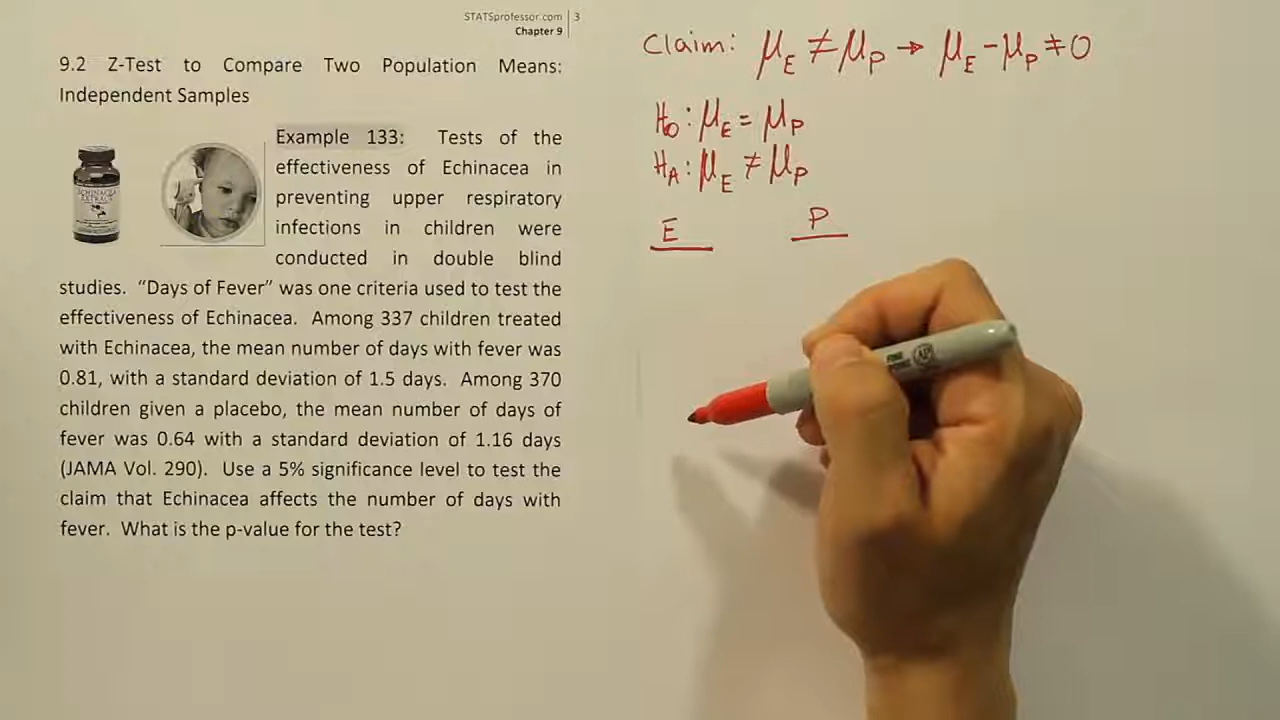 STATSprofessor.com | 3
Chapter 9
9.2 Z-Test to Compare Two Population Means:
Independent Samples
Example 133: Tests of the
effectiveness of Echinacea in
preventing upper respiratory
infections in children were
conducted in double blind
studies. “Days of Fever” was one criteria used to test the
effectiveness of Echinacea. Among 337 children treated
with Echinacea, the mean number of days with fever was
0.81, with a standard deviation of 1.5 days. Among 370
children given a placebo, the mean number of days of
fever was 0.64 with a standard deviation of 1.16 days
(JAMA Vol. 290). Use a 5% significance level to test the
claim that Echinacea affects the number of days with
fever. What is the p-value for the test?
ECHINACEA
EXTRACT
Claim: μE ≠ μP → μE - μP ≠ 0
H0: μE = μP
HA: μE ≠ μP
E P
FINE
AP